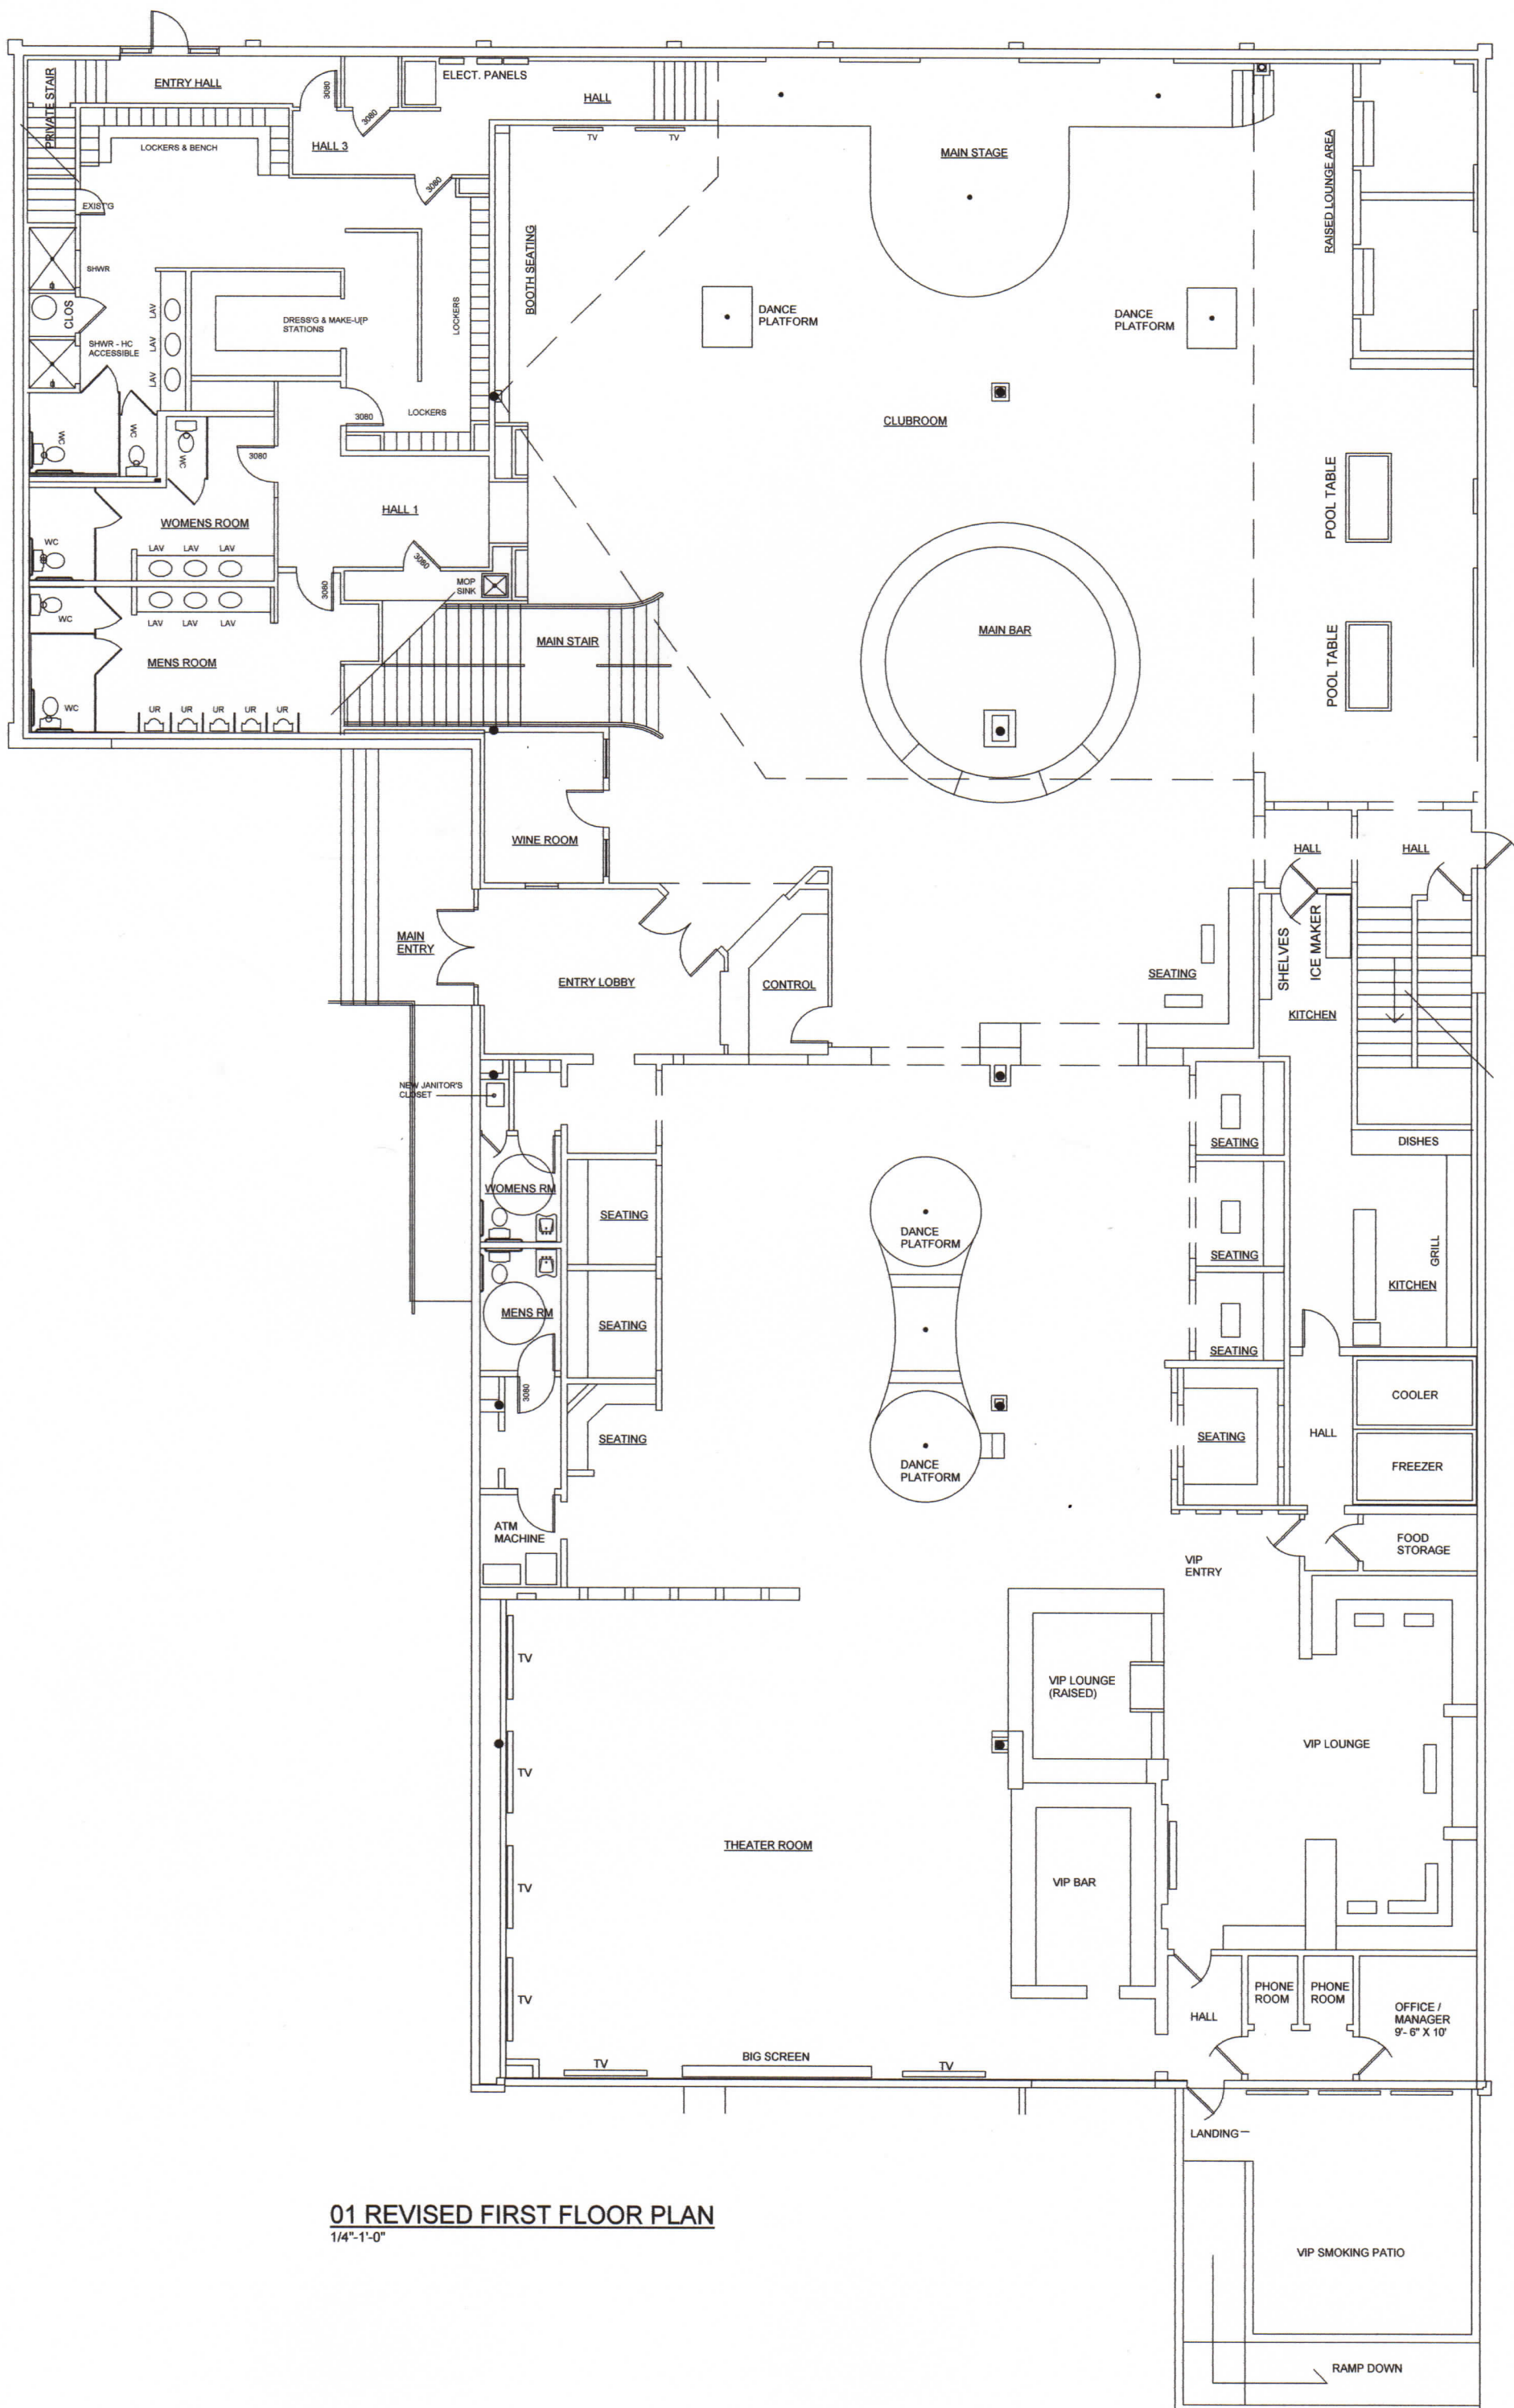 PRIVATE STAIR
ENTRY HALL
3080
3080
ELECT. PANELS
HALL
HALL 3
LOCKERS & BENCH
TV
TV
MAIN STAGE
RAISED LOUNGE AREA
3080
EXIST'G
BOOTH SEATING
SHWR
CLOS
LAV
LAV
LAV
DRESS'G & MAKE-U[P
STATIONS
LOCKERS
SHWR - HC
ACCESSIBLE
DANCE
PLATFORM
DANCE
PLATFORM
3080
LOCKERS
CLUBROOM
WC
WC
WC
3080
POOL TABLE
HALL 1
WOMENS ROOM
WC
LAV
LAV
LAV
3080
3080
MOP
SINK
WC
LAV
LAV
LAV
MAIN STAIR
MAIN BAR
POOL TABLE
MENS ROOM
WC
UR
UR
UR
UR
UR
WINE ROOM
HALL
HALL
MAIN
ENTRY
ENTRY LOBBY
CONTROL
SEATING
SHELVES
ICE MAKER
KITCHEN
NEW JANITOR'S
CLOSET
SEATING
DISHES
WOMENS RM
SEATING
DANCE
PLATFORM
SEATING
GRILL
KITCHEN
MENS RM
SEATING
SEATING
3080
SEATING
SEATING
COOLER
HALL
DANCE
PLATFORM
FREEZER
ATM
MACHINE
FOOD
STORAGE
VIP
ENTRY
TV
VIP LOUNGE
(RAISED)
VIP LOUNGE
TV
THEATER ROOM
TV
VIP BAR
TV
PHONE
ROOM
PHONE
ROOM
HALL
OFFICE /
MANAGER
9'- 6" X 10'
TV
BIG SCREEN
TV
LANDING
01 REVISED FIRST FLOOR PLAN
1/4"-1'-0"
VIP SMOKING PATIO
RAMP DOWN